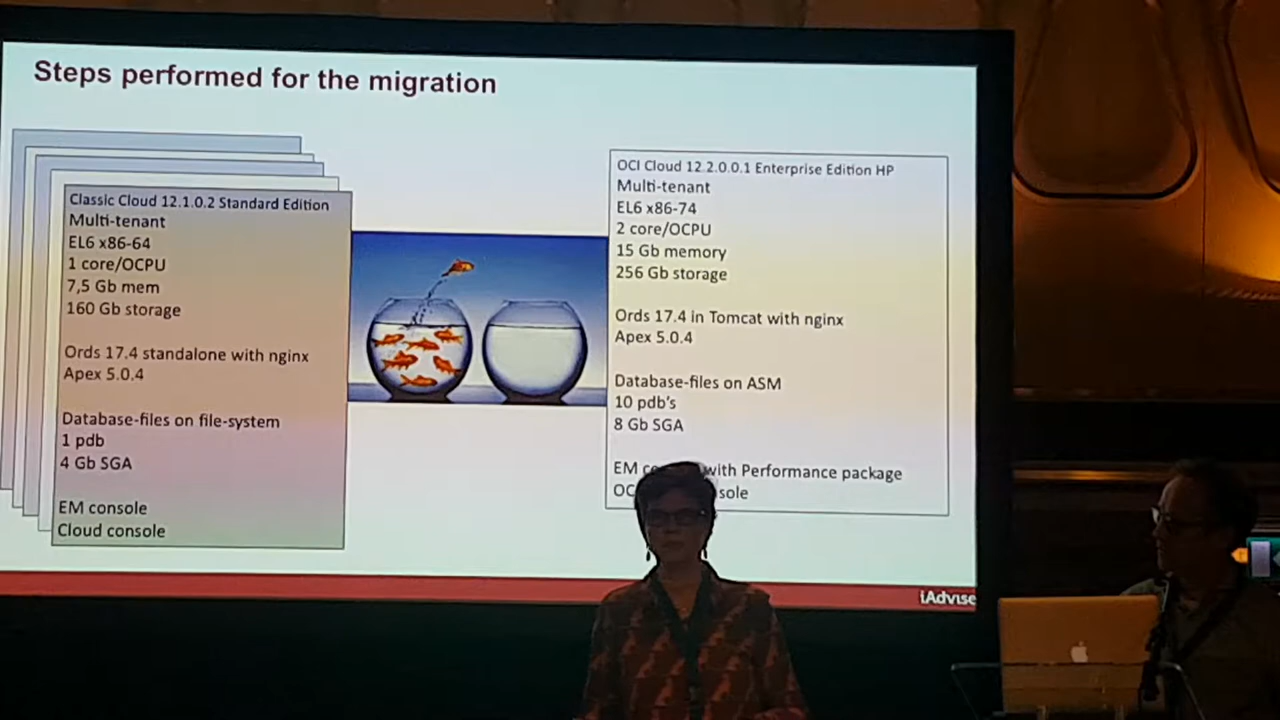 Steps performed for the migration
Classic Cloud 12.1.0.2 Standard Edition
Multi-tenant
EL6 x86-64
1 core/OCPU
7,5 Gb mem
160 Gb storage
Ords 17.4 standalone with nginx
Apex 5.0.4
Database-files on file-system
1 pdb
4 Gb SGA
EM console
Cloud console
OCI Cloud 12.2.0.0.1 Enterprise Edition HP
Multi-tenant
EL6 x86-74
2 core/OCPU
15 Gb memory
256 Gb storage
Ords 17.4 in Tomcat with nginx
Apex 5.0.4
Database-files on ASM
10 pdb's
8 Gb SGA
EM with Performance package
iAdvise